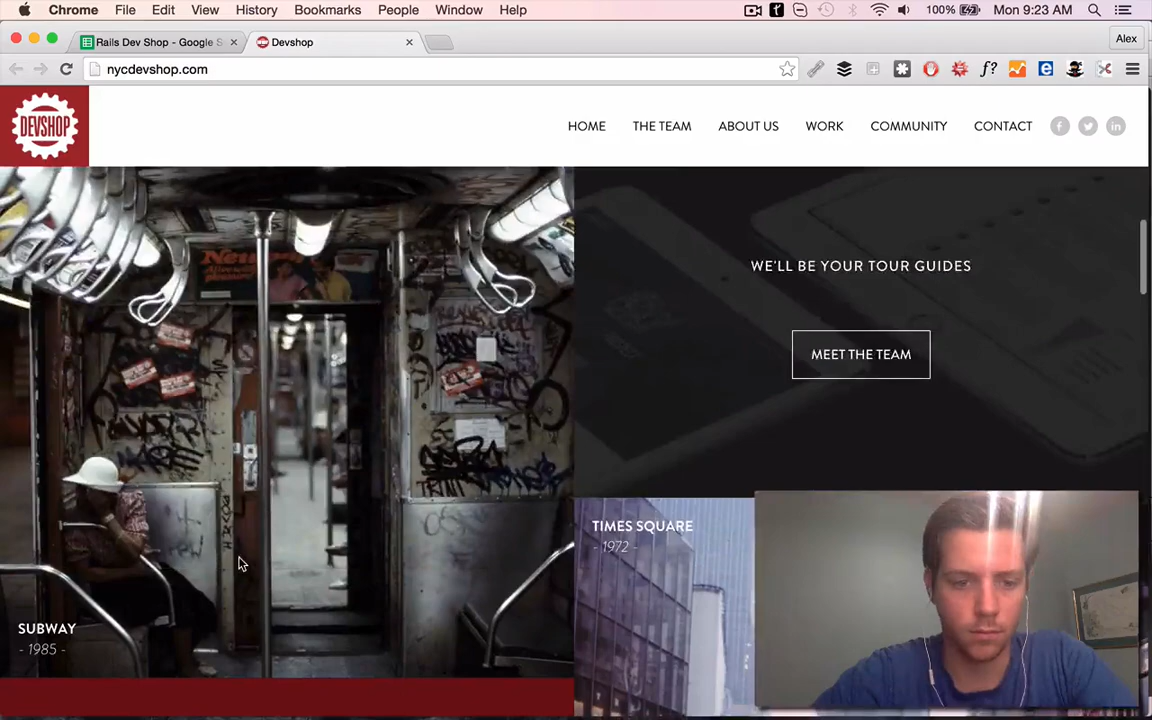 Chrome File Edit View History Bookmarks People Window Help 100% Mon 9:23 AM
Rails Dev Shop - Google S
Devshop
Alex
nycdevshop.com
DEVSHOP
HOME THE TEAM ABOUT US WORK COMMUNITY CONTACT
WE'LL BE YOUR TOUR GUIDES
MEET THE TEAM
TIMES SQUARE
- 1972 -
SUBWAY
- 1985 -